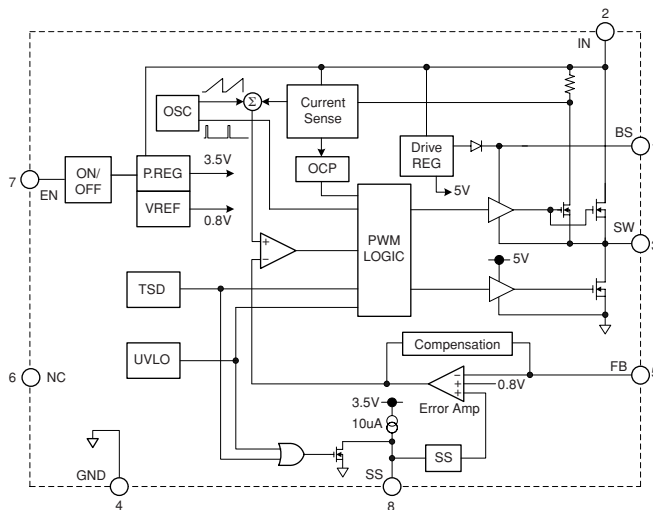 2
IN
OSC
Σ
Current
Sense
OCP
Drive
REG
5V
BS
ON/
OFF
P.REG
3.5V
VREF
0.8V
7
EN
PWM
LOGIC
SW
+
−
5V
TSD
UVLO
Compensation
FB
−
+
+
0.8V
Error Amp
6
NC
3.5V
10uA
SS
GND
4
SS
8